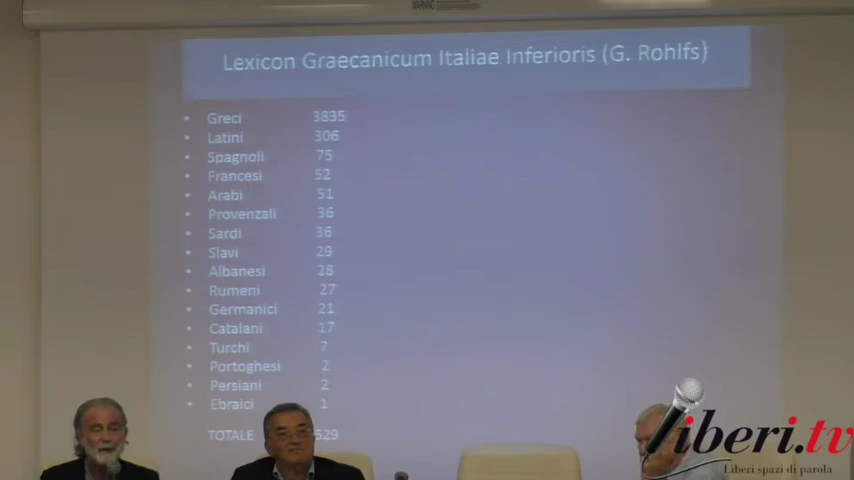 Lexicon Graecanicum Italiae Inferioris (G. Rohlfs)
• Greci 3835
• Latini 306
• Spagnoli 75
• Francesi 52
• Arabi 51
• Provenzali 36
• Sardi 36
• Slavi 29
• Albanesi 28
• Rumeni 27
• Germanici 21
• Catalani 17
• Turchi 7
• Portoghesi 2
• Persiani 2
• Ebraici 1
TOTALE 529
liberi.tv
Liberi spazi di parola